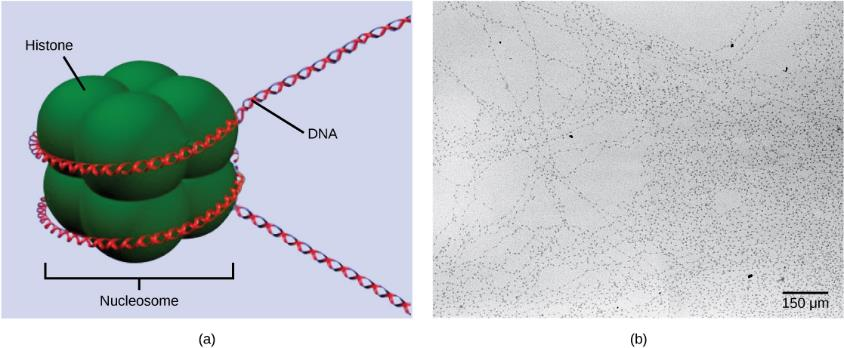 Histone
DNA
Nucleosome
150 μm
(a)
(b)